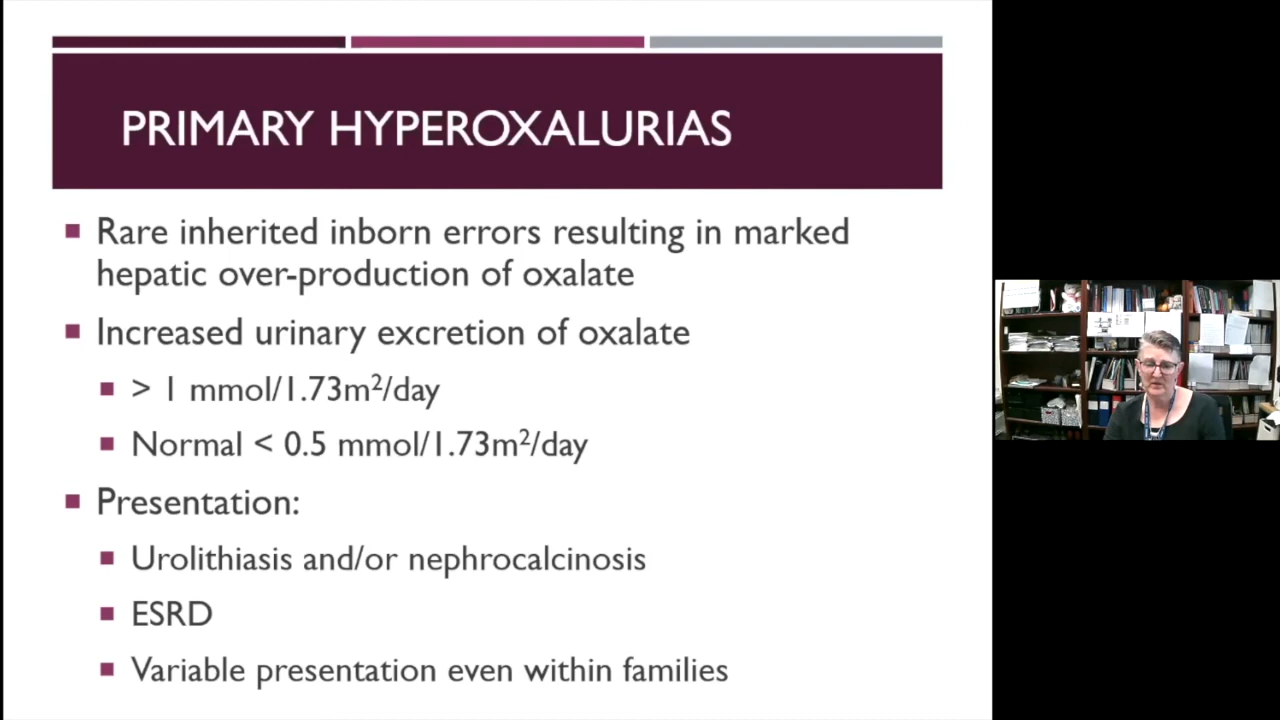 PRIMARY HYPEROXALURIAS
Rare inherited inborn errors resulting in marked
hepatic over-production of oxalate
Increased urinary excretion of oxalate
> 1 mmol/1.73m²/day
Normal < 0.5 mmol/1.73m²/day
Presentation:
Urolithiasis and/or nephrocalcinosis
ESRD
Variable presentation even within families